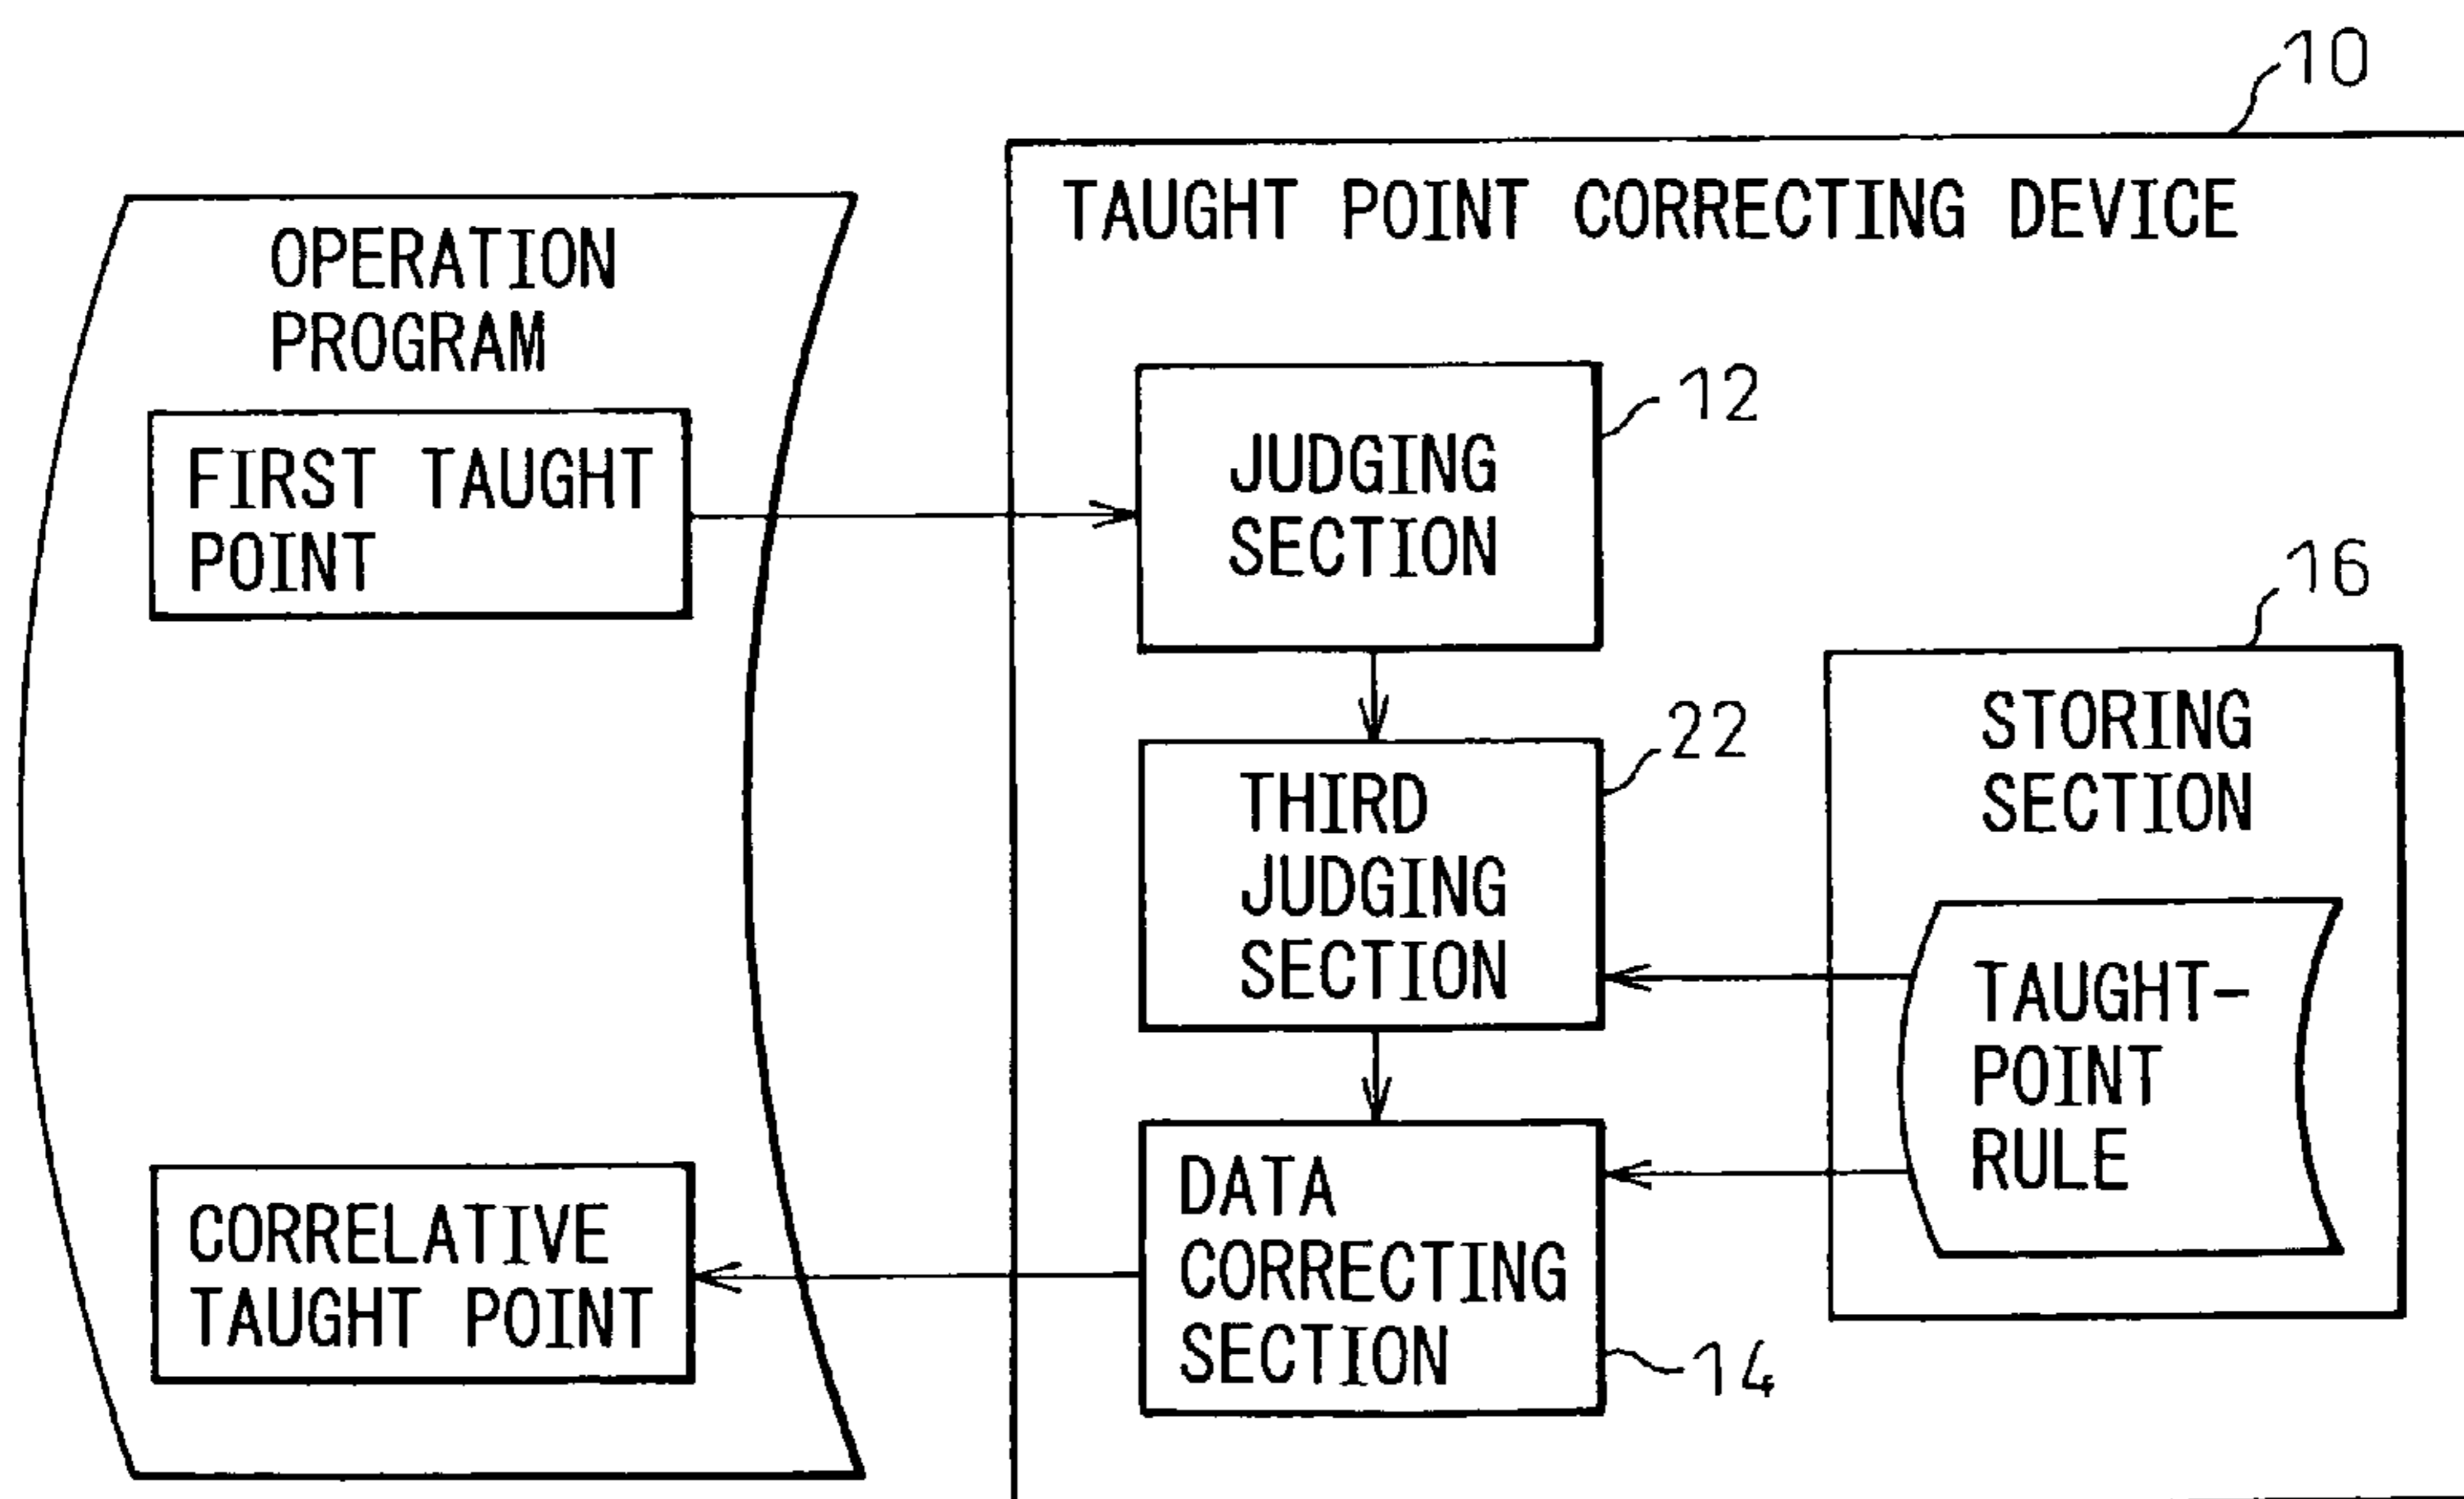 10
TAUGHT POINT CORRECTING DEVICE
OPERATION
PROGRAM
FIRST TAUGHT
POINT
12
JUDGING
SECTION
16
STORING
SECTION
22
THIRD
JUDGING
SECTION
TAUGHT-
POINT
RULE
CORRELATIVE
TAUGHT POINT
DATA
CORRECTING
SECTION
14